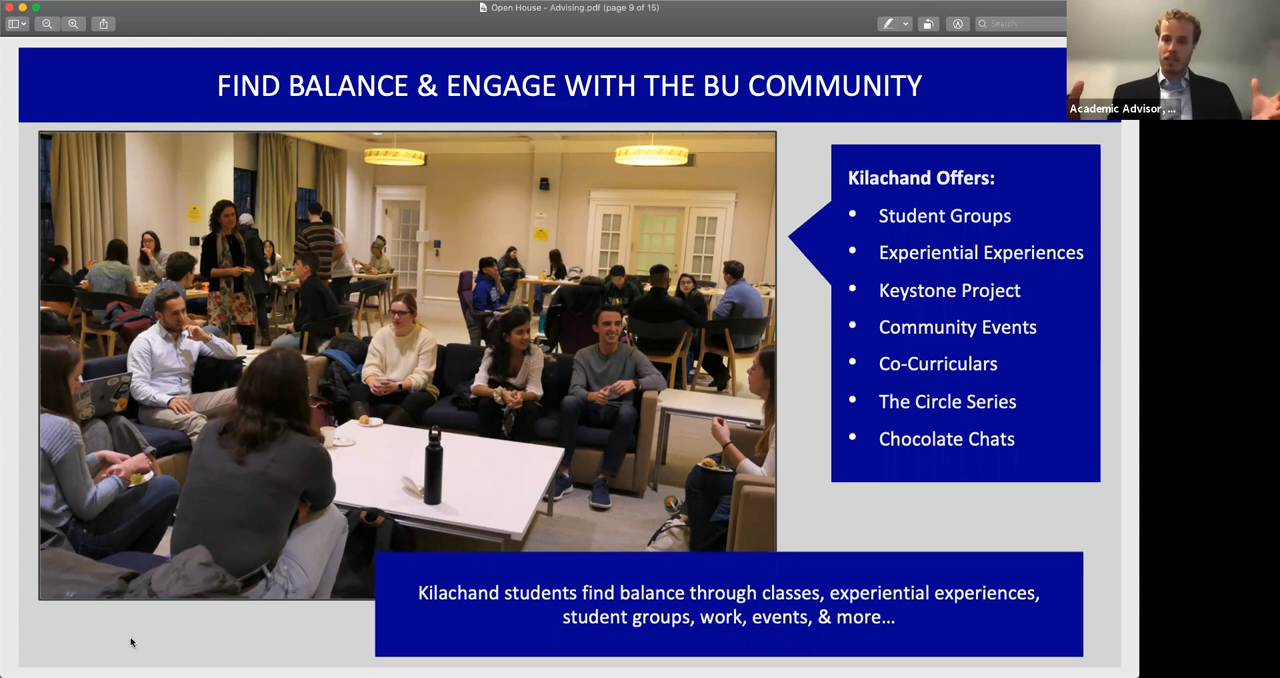 Open House - Advising.pdf (page 9 of 15)
Search
Academic Advisor, ...
FIND BALANCE & ENGAGE WITH THE BU COMMUNITY
Kilachand Offers:
• Student Groups
• Experiential Experiences
• Keystone Project
• Community Events
• Co-Curriculars
• The Circle Series
• Chocolate Chats
Kilachand students find balance through classes, experiential experiences,
student groups, work, events, & more...